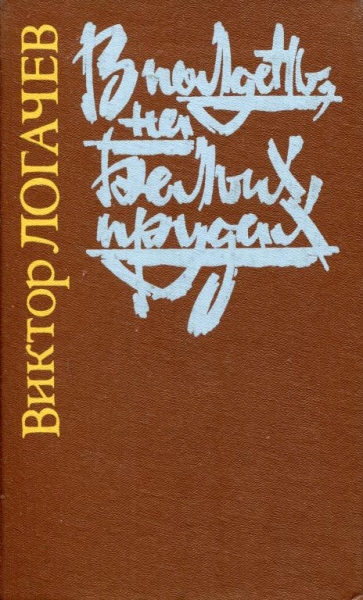 Виктор ЛОГАЧЕВ
В полдень,
на
Белых
прудах